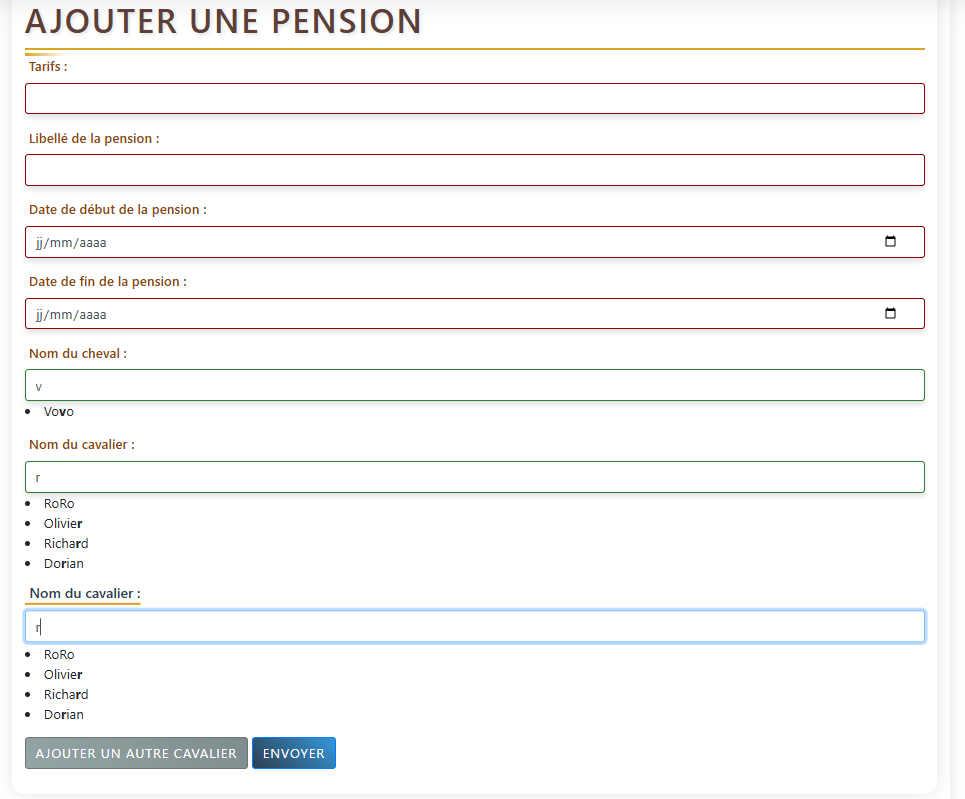 AJOUTER UNE PENSION
Tarifs :
Libellé de la pension :
Date de début de la pension :
jj/mm/aaaa
Date de fin de la pension :
jj/mm/aaaa
Nom du cheval :
v
Vovo
Nom du cavalier :
r
RoRo
Olivier
Richard
Dorian
Nom du cavalier :
r
RoRo
Olivier
Richard
Dorian
AJOUTER UN AUTRE CAVALIER ENVOYER